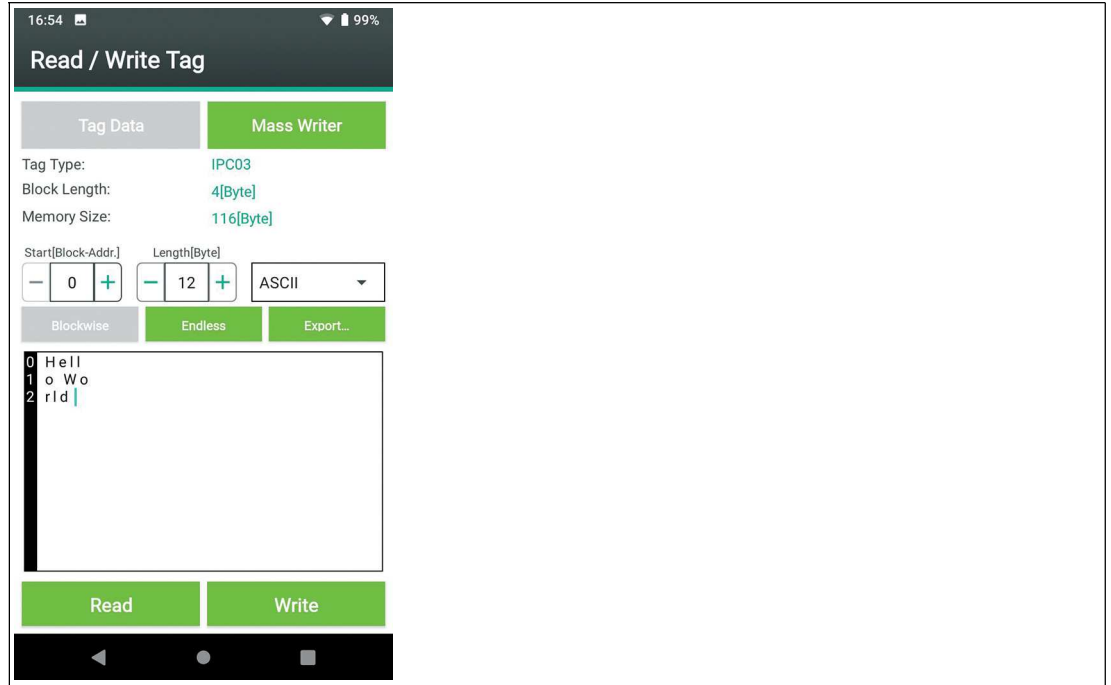 16:54 99%
Read / Write Tag
Tag Data Mass Writer
Tag Type: IPC03
Block Length: 4[Byte]
Memory Size: 116[Byte]
Start[Block-Addr.] Length[Byte]
− 0 + − 12 + ASCII
Blockwise Endless Export...
0 Hell
1 o Wo
2 rld
Read Write